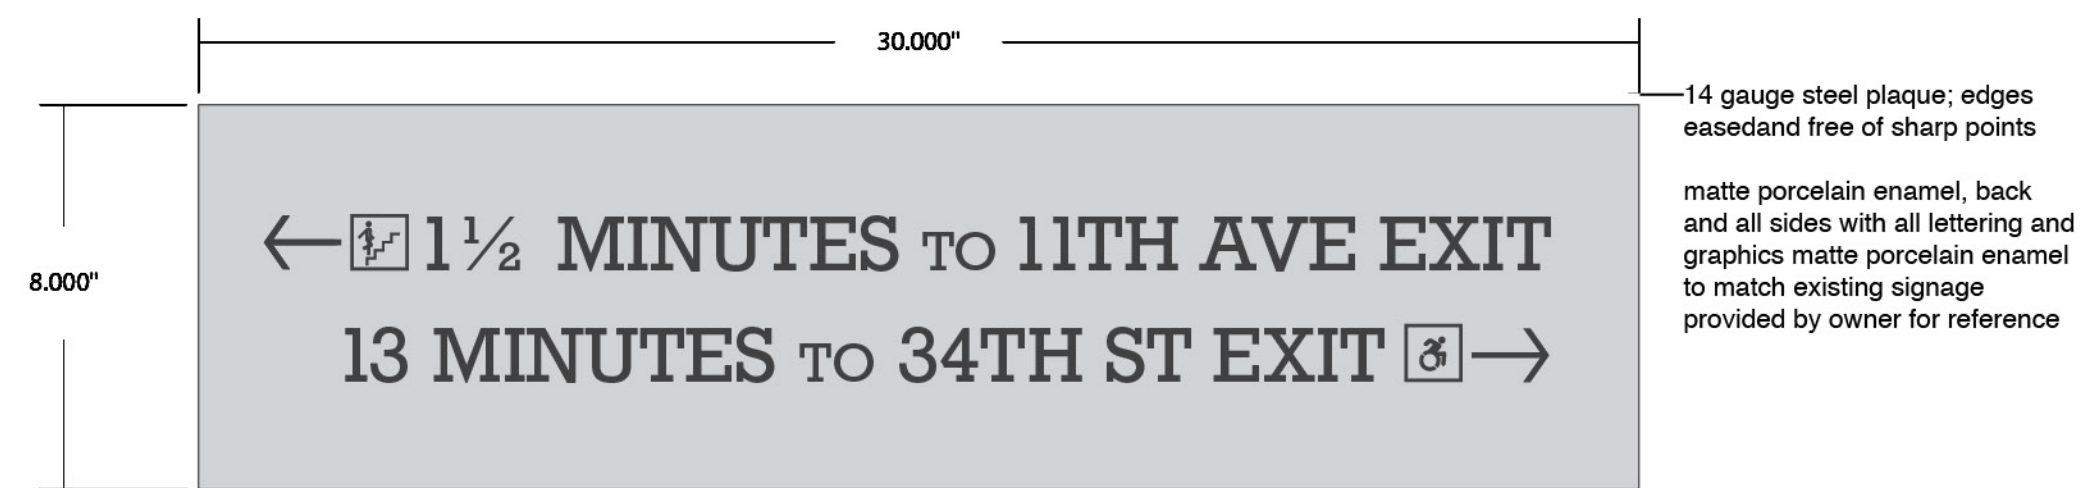 30.000"
14 gauge steel plaque; edges
easedand free of sharp points
matte porcelain enamel, back
and all sides with all lettering and
graphics matte porcelain enamel
to match existing signage
provided by owner for reference
8.000"
← 1½ MINUTES TO 11TH AVE EXIT
13 MINUTES TO 34TH ST EXIT →